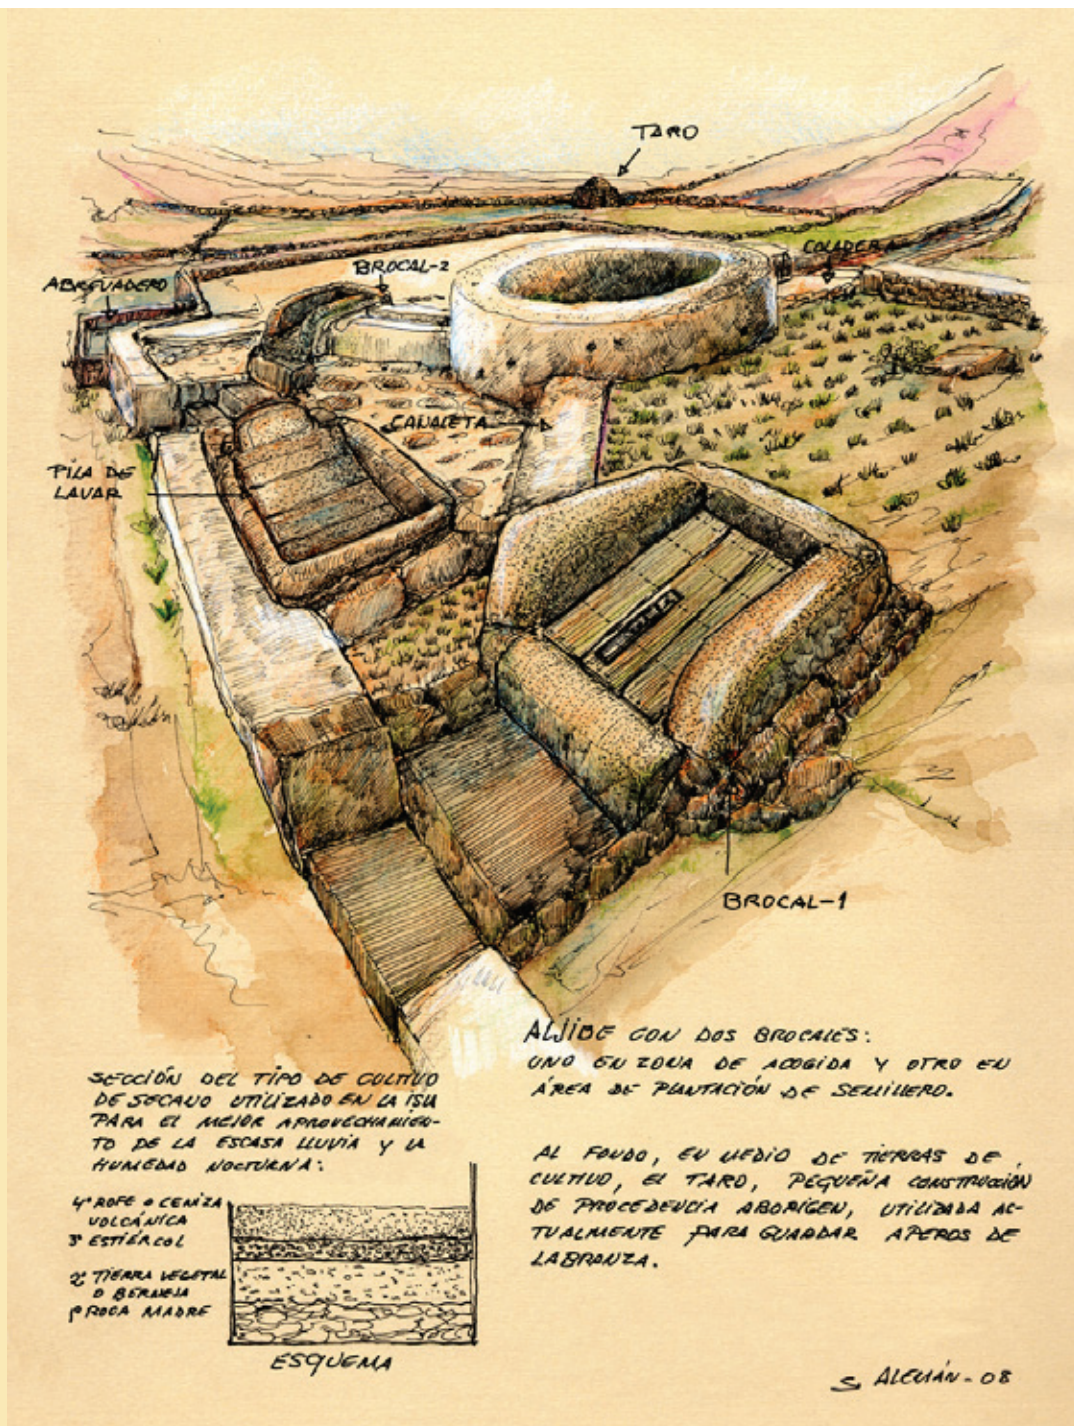 TARO
COLADERA
BROCAL-2
ABREVADERO
CANALETA
PILA DE
LAVAR
BROCAL-1
ALJIBE CON DOS BROCALES:
UNO EN ZONA DE ACOGIDA Y OTRO EN
ÁREA DE PLANTACIÓN DE SEMILLERO.
SECCIÓN DEL TIPO DE CULTIVO
DE SECANO UTILIZADO EN LA ISLA
PARA EL MEJOR APROVECHAMIEN-
TO DE LA ESCASA LLUVIA Y LA
HUMEDAD NOCTURNA:
AL FONDO, EN MEDIO DE TIERRAS DE
CULTIVO, EL TARO, PEQUEÑA CONSTRUCCIÓN
DE PROCEDENCIA ABORIGEN, UTILIZADA AC-
TUALMENTE PARA GUARDAR APEROS DE
LABRANZA.
4º ROFE O CENIZA
VOLCÁNICA
3º ESTIÉRCOL
2º TIERRA VEGETAL
O BERMEJA
1º ROCA MADRE
ESQUEMA
S. ALEMÁN - 08